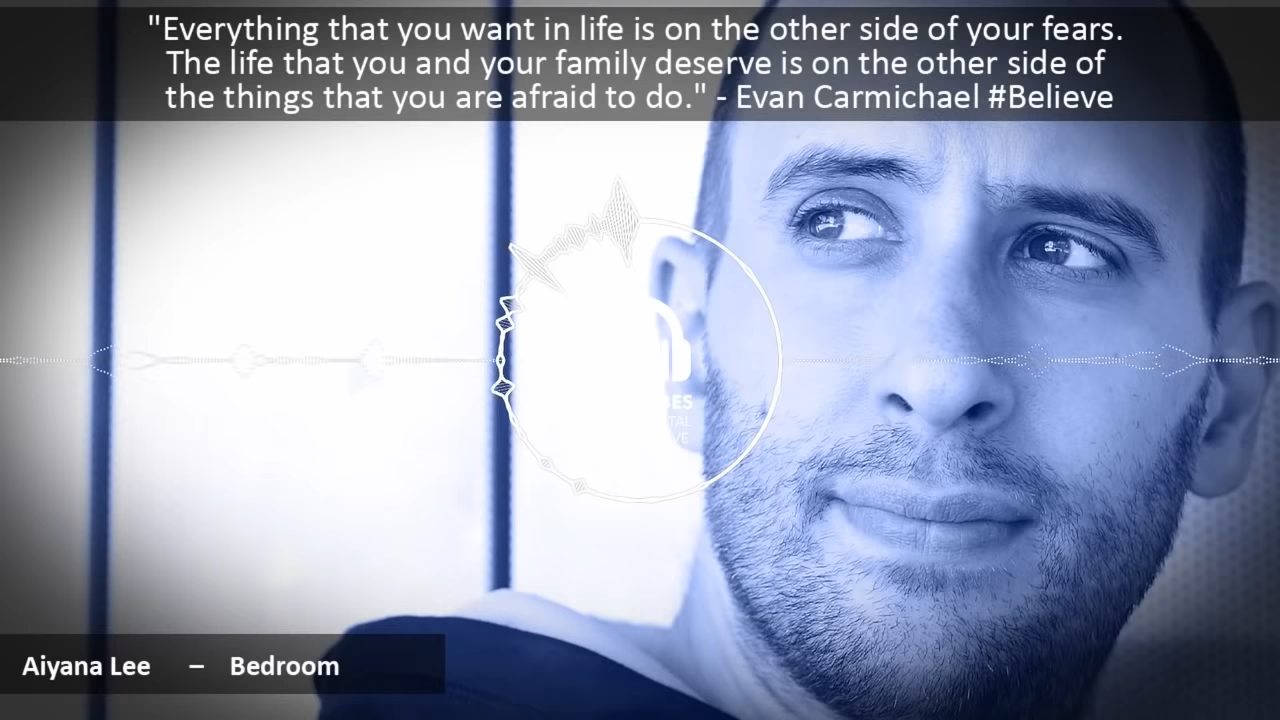 "Everything that you want in life is on the other side of your fears.
The life that you and your family deserve is on the other side of
the things that you are afraid to do." - Evan Carmichael #Believe
Aiyana Lee – Bedroom